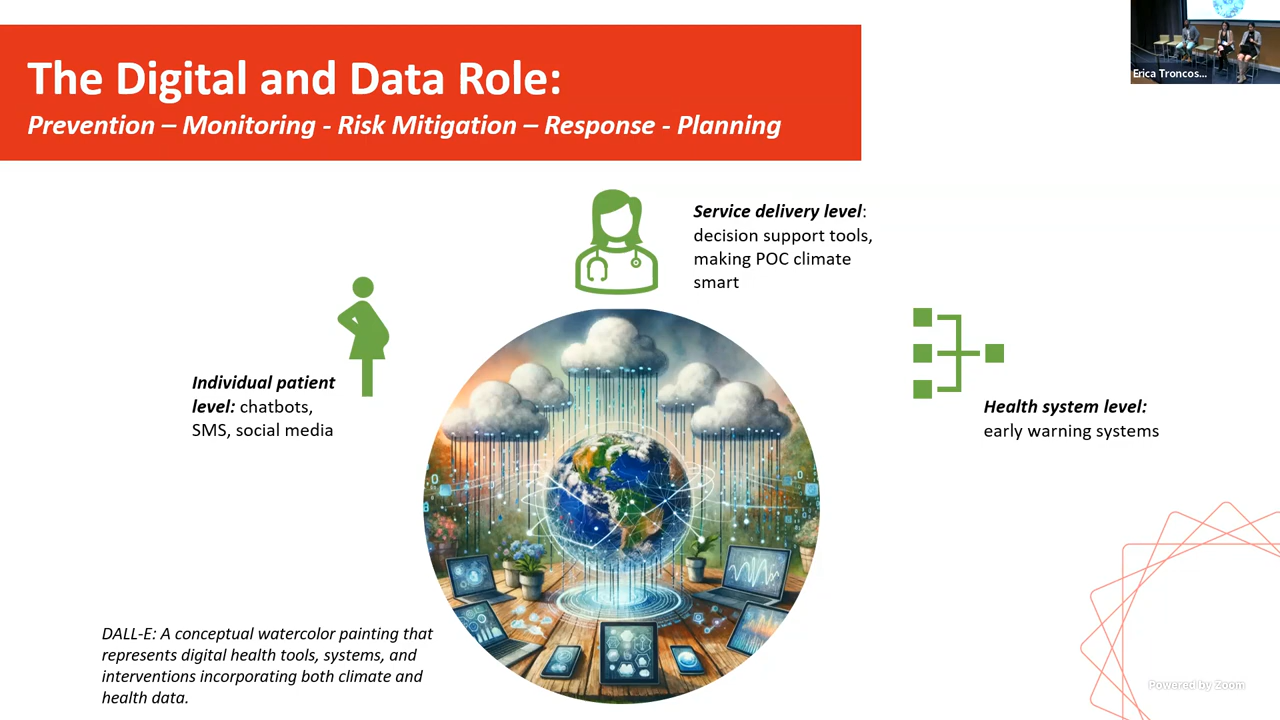 The Digital and Data Role:
Prevention – Monitoring - Risk Mitigation – Response - Planning
Erica Troncos...
Service delivery level:
decision support tools,
making POC climate
smart
Individual patient
level: chatbots,
SMS, social media
Health system level:
early warning systems
DALL-E: A conceptual watercolor painting that
represents digital health tools, systems, and
interventions incorporating both climate and
health data.
Powered by Zoom